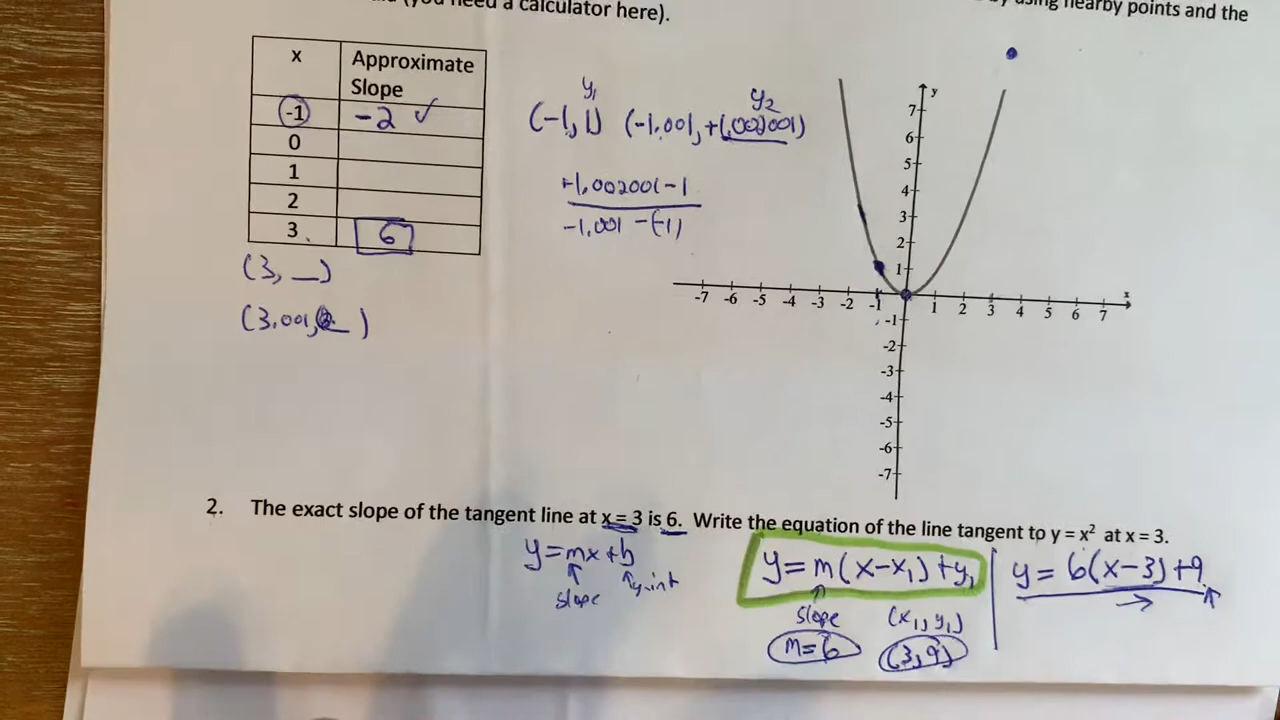 (you need a calculator here).
by using nearby points and the
x Approximate Slope
-1 -2 ✓
0
1
2
3 6
(3, __)
(3.001, __)
y₁ y₂
(-1, 1) (-1.001, +1.002001)
+1.002001 - 1
-1.001 - (-1)
y
7
6
5
4
3
2
1
-7 -6 -5 -4 -3 -2 -1 1 2 3 4 5 6 7 x
-1
-2
-3
-4
-5
-6
-7
2. The exact slope of the tangent line at x = 3 is 6. Write the equation of the line tangent to y = x² at x = 3.
y = mx + b
slope y-int
y = m(x - x₁) + y₁
slope (x₁, y₁)
m = 6 (3, 9)
y = 6(x - 3) + 9